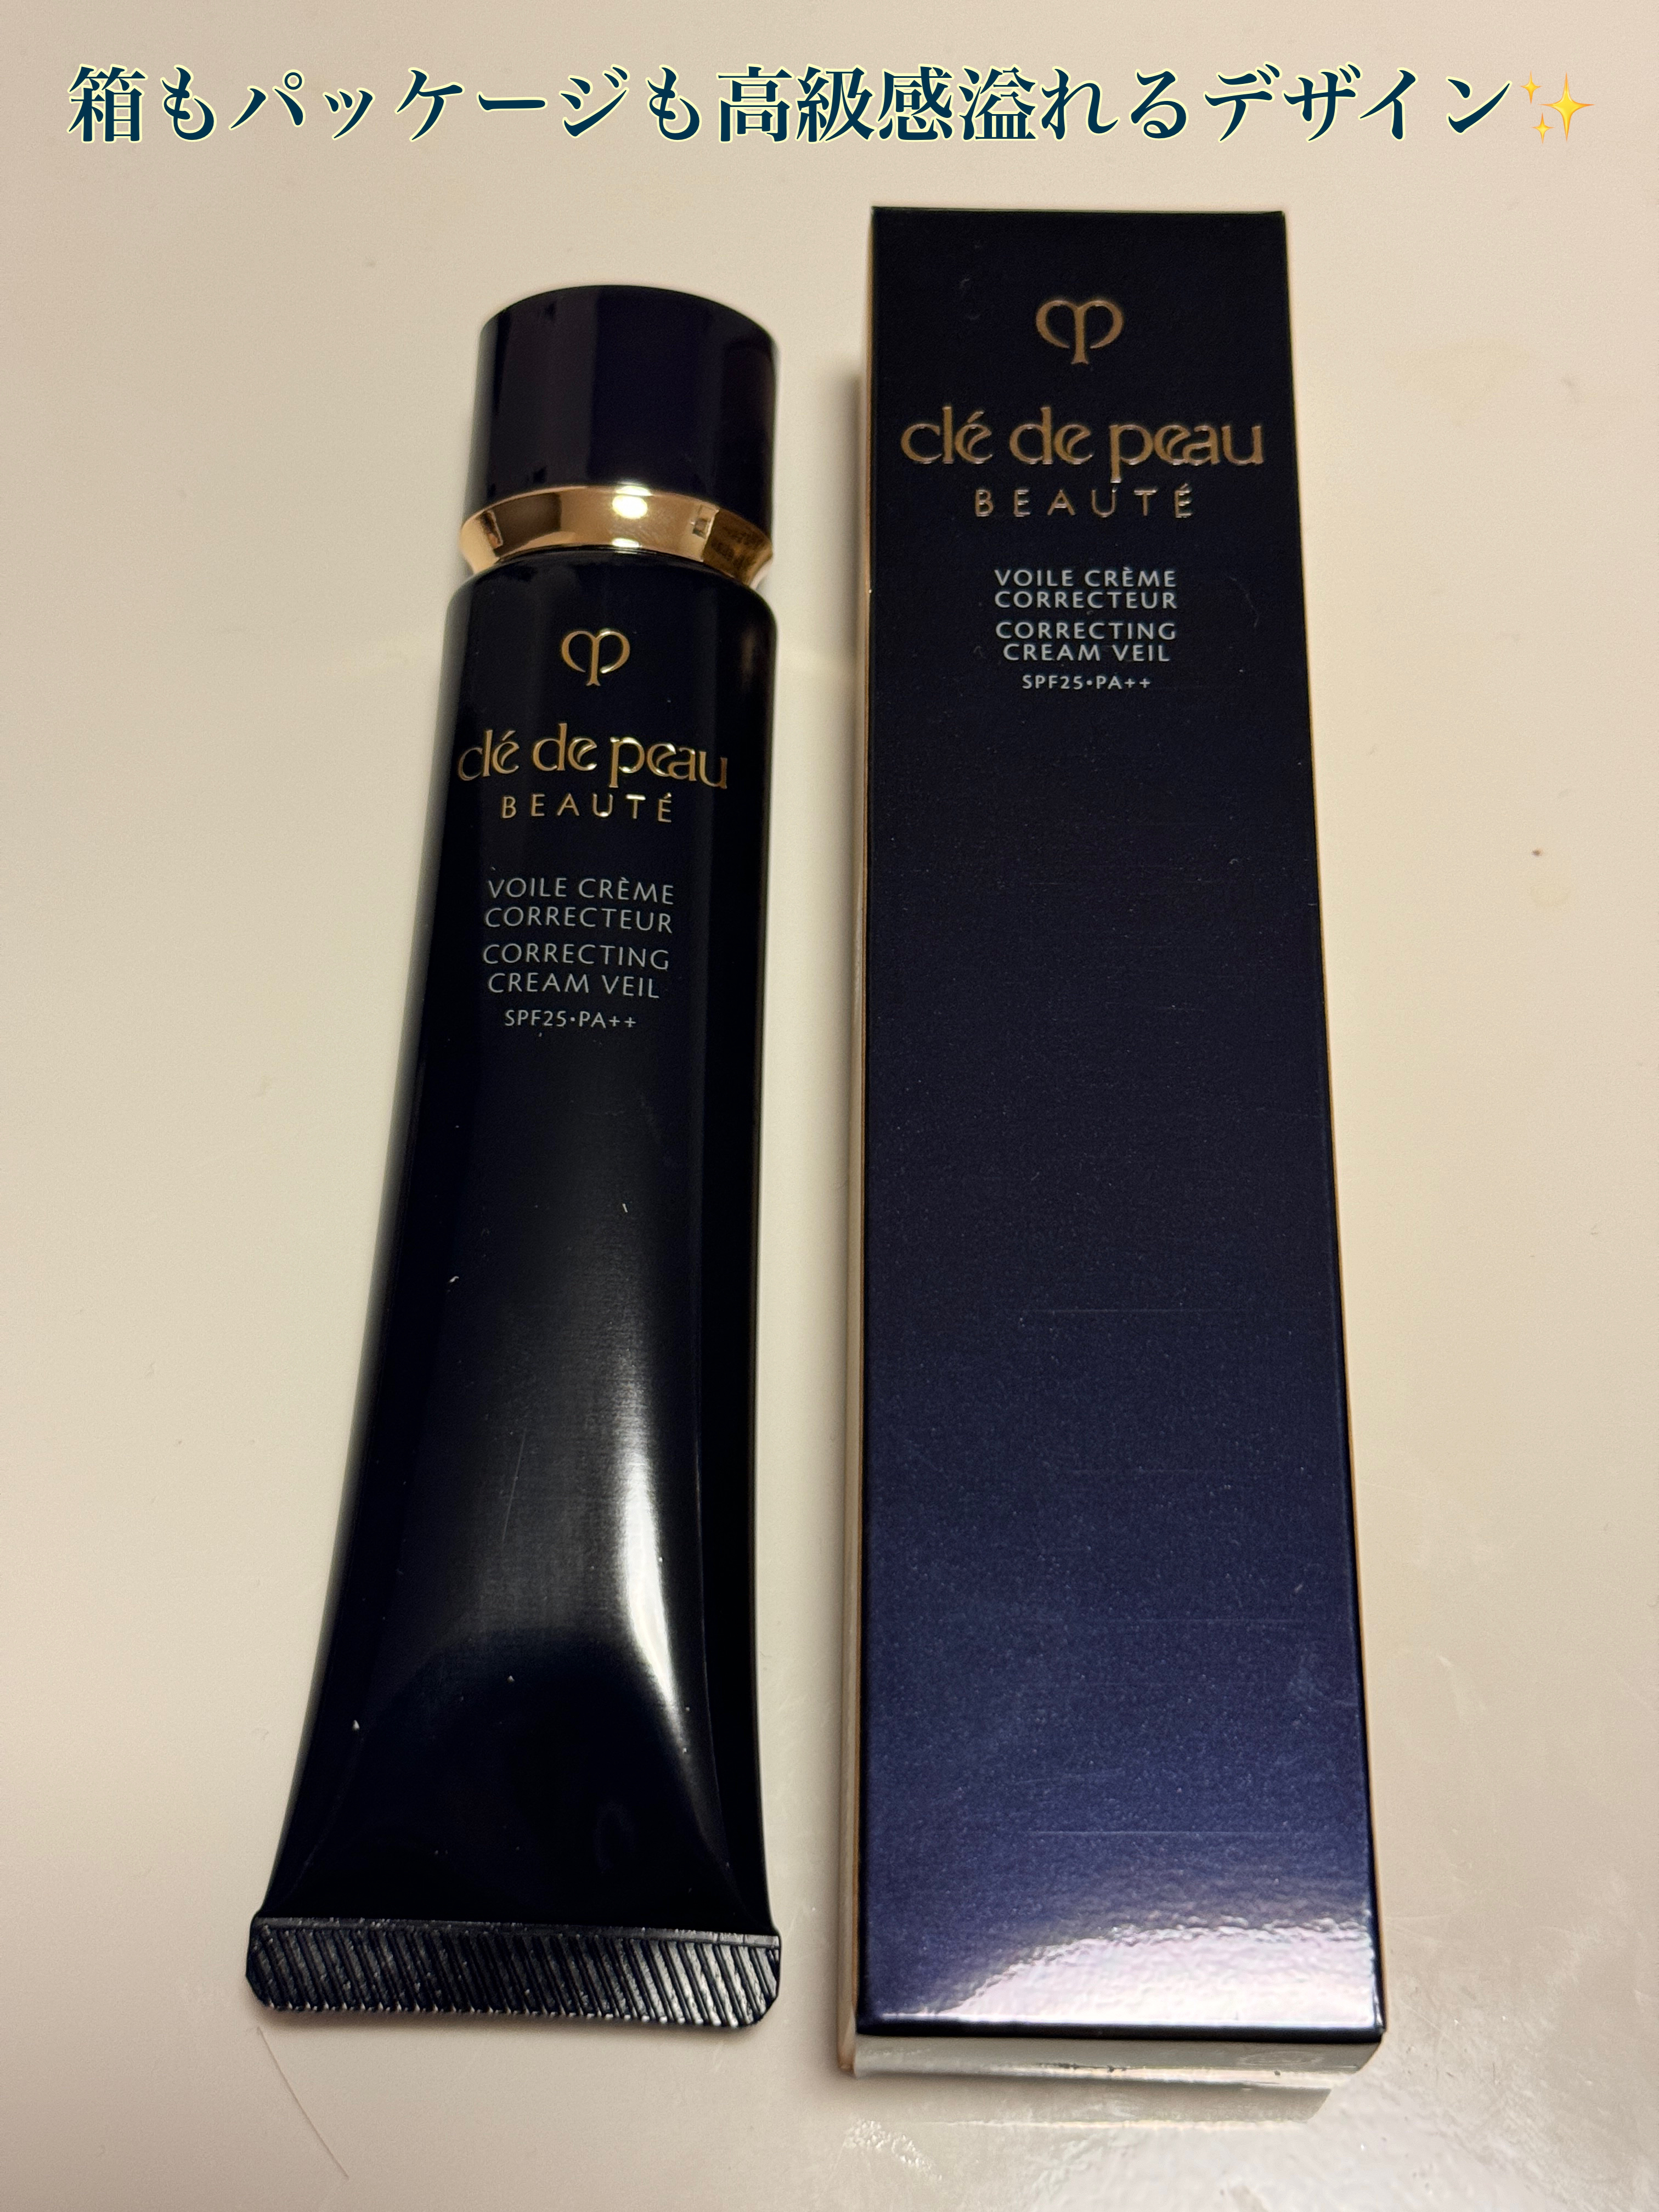 箱もパッケージも高級感溢れるデザイン✨
clé de peau
BEAUTÉ
VOILE CRÈME
CORRECTEUR
CORRECTING
CREAM VEIL
SPF25・PA++
clé de peau
BEAUTÉ
VOILE CRÈME
CORRECTEUR
CORRECTING
CREAM VEIL
SPF25・PA++